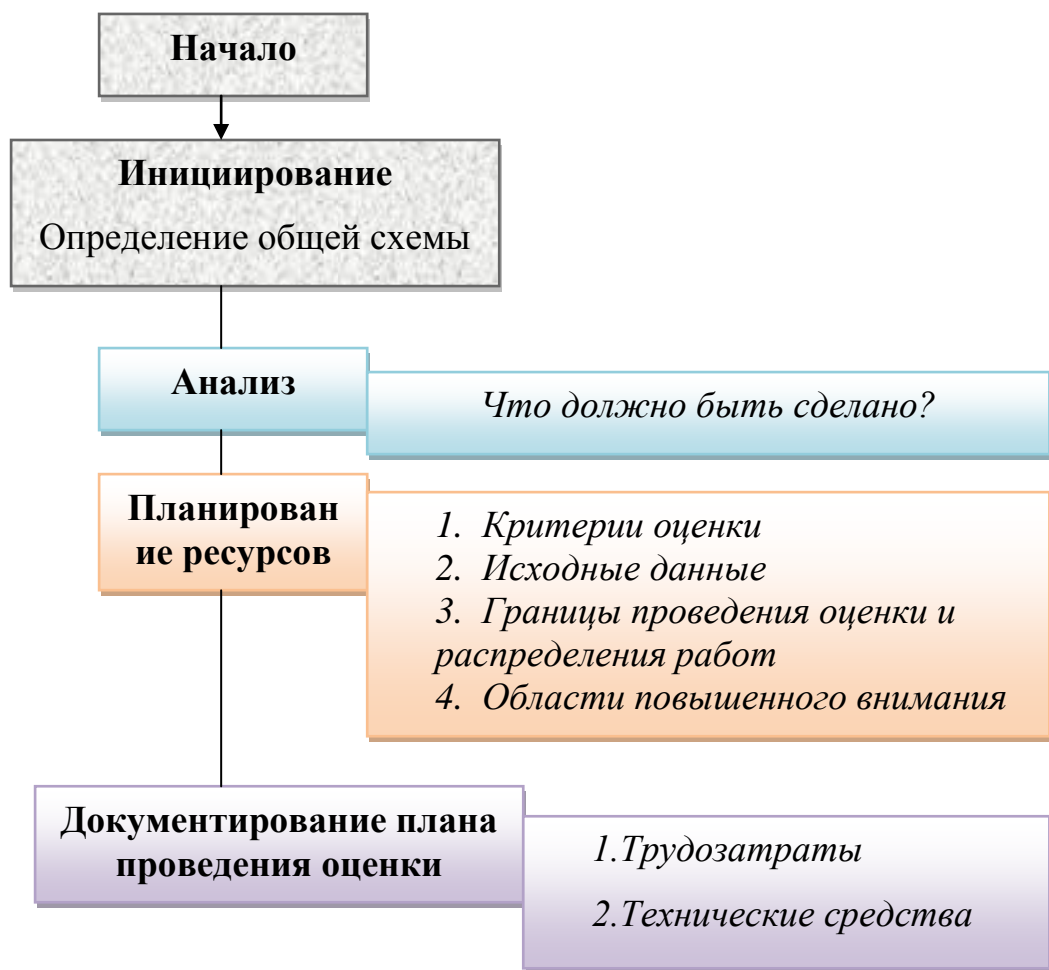 Начало
Инициирование
Определение общей схемы
Анализ
Что должно быть сделано?
Планирован
ие ресурсов
1. Критерии оценки
2. Исходные данные
3. Границы проведения оценки и
распределения работ
4. Области повышенного внимания
Документирование плана
проведения оценки
1.Трудозатраты
2.Технические средства